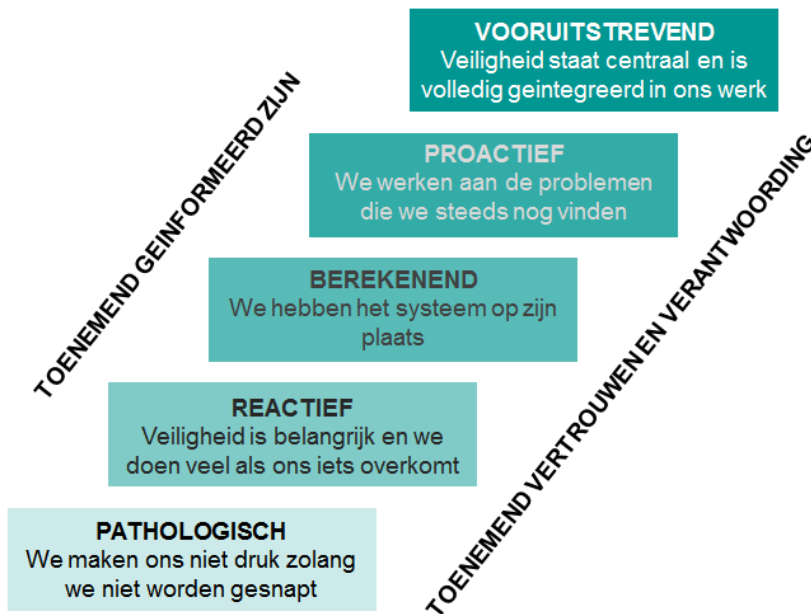 VOORUITSTREVEND
Veiligheid staat centraal en is
volledig geintegreerd in ons werk
TOENEMEND GEINFORMEERD ZIJN
PROACTIEF
We werken aan de problemen
die we steeds nog vinden
BEREKENEND
We hebben het systeem op zijn
plaats
TOENEMEND VERTROUWEN EN VERANTWOORDING
REACTIEF
Veiligheid is belangrijk en we
doen veel als ons iets overkomt
PATHOLOGISCH
We maken ons niet druk zolang
we niet worden gesnapt